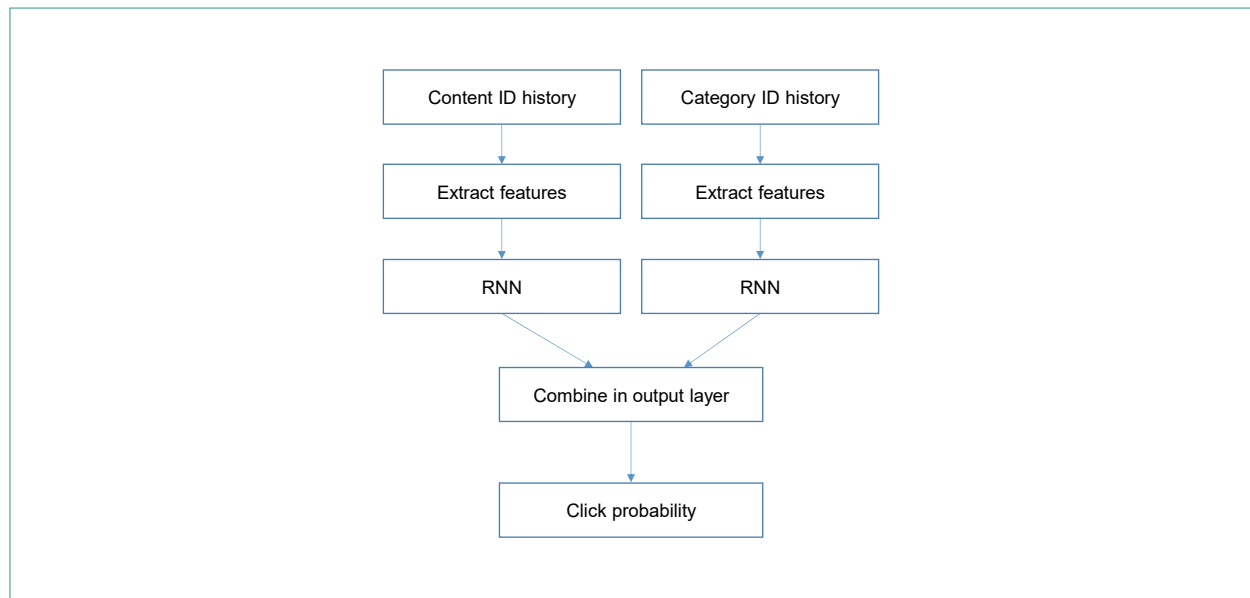 Content ID history
Category ID history
Extract features
Extract features
RNN
RNN
Combine in output layer
Click probability